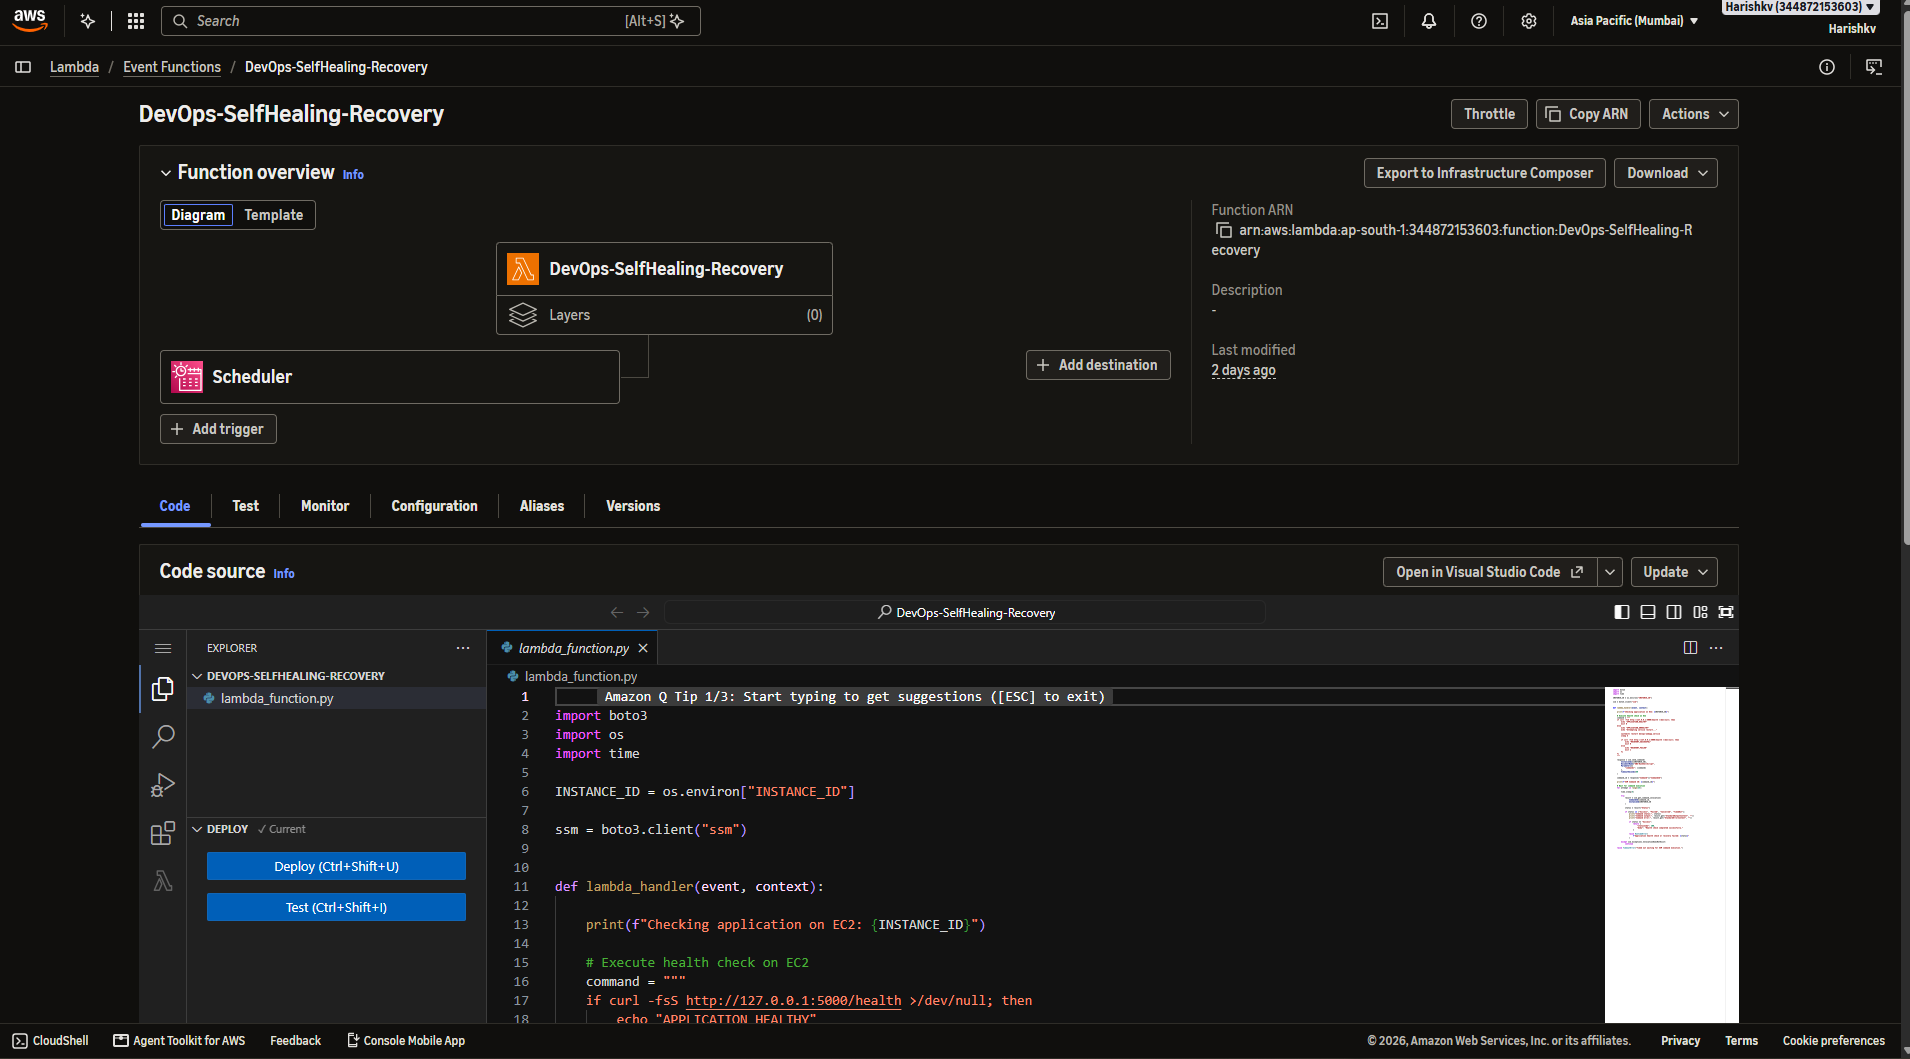 aws
Search
[Alt+S]
Asia Pacific (Mumbai)
Harishkv (344872153603)
Harishkv
Lambda / Event Functions / DevOps-SelfHealing-Recovery
DevOps-SelfHealing-Recovery
Throttle
Copy ARN
Actions
Function overview Info
Export to Infrastructure Composer
Download
Diagram
Template
DevOps-SelfHealing-Recovery
Layers (0)
Scheduler
+ Add destination
+ Add trigger
Function ARN
arn:aws:lambda:ap-south-1:344872153603:function:DevOps-SelfHealing-R
ecovery
Description
-
Last modified
2 days ago
Code
Test
Monitor
Configuration
Aliases
Versions
Code source Info
Open in Visual Studio Code
Update
DevOps-SelfHealing-Recovery
EXPLORER
DEVOPS-SELFHEALING-RECOVERY
lambda_function.py
DEPLOY ✓ Current
Deploy (Ctrl+Shift+U)
Test (Ctrl+Shift+I)
lambda_function.py
lambda_function.py
1 Amazon Q Tip 1/3: Start typing to get suggestions ([ESC] to exit)
2 import boto3
3 import os
4 import time
5
6 INSTANCE_ID = os.environ["INSTANCE_ID"]
7
8 ssm = boto3.client("ssm")
9
10
11 def lambda_handler(event, context):
12
13 print(f"Checking application on EC2: {INSTANCE_ID}")
14
15 # Execute health check on EC2
16 command = """
17 if curl -fsS http://127.0.0.1:5000/health >/dev/null; then
18 echo "APPLICATION_HEALTHY"
CloudShell
Agent Toolkit for AWS
Feedback
Console Mobile App
© 2026, Amazon Web Services, Inc. or its affiliates.
Privacy
Terms
Cookie preferences